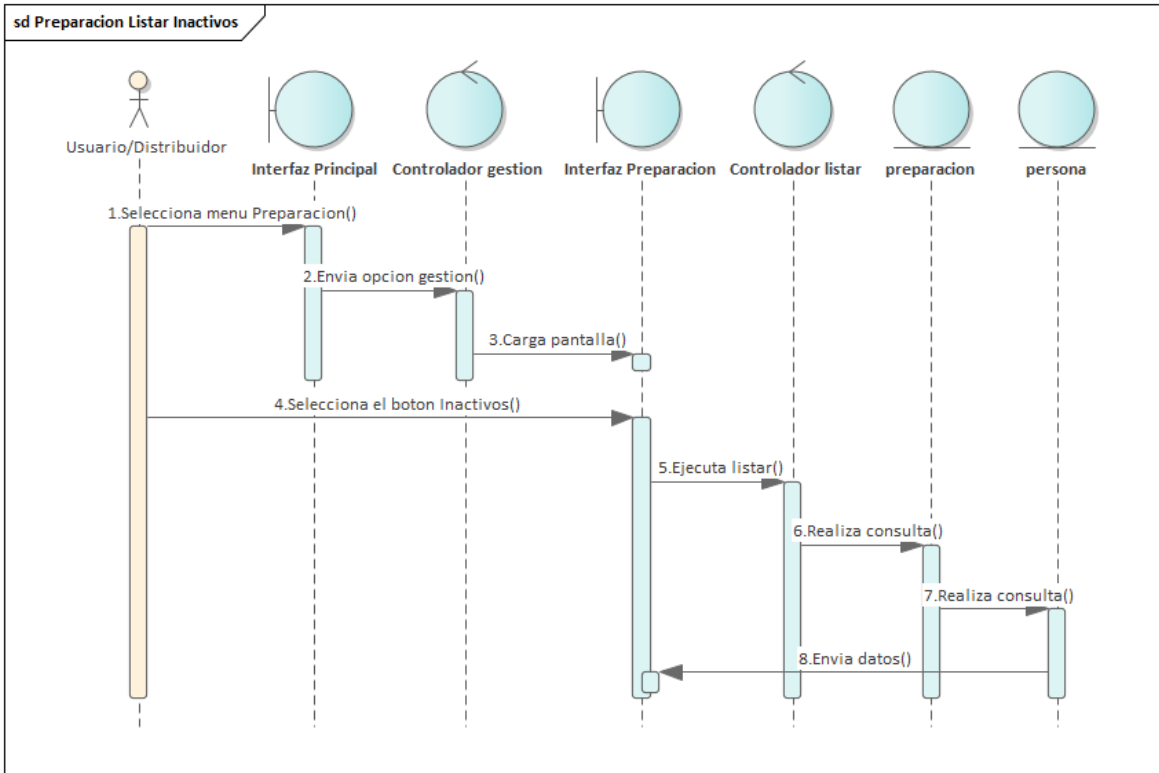 sd Preparacion Listar Inactivos
Usuario/Distribuidor
Interfaz Principal
Controlador gestion
Interfaz Preparacion
Controlador listar
preparacion
persona
1.Selecciona menu Preparacion()
2.Envia opcion gestion()
3.Carga pantalla()
4.Selecciona el boton Inactivos()
5.Ejecuta listar()
6.Realiza consulta()
7.Realiza consulta()
8.Envia datos()